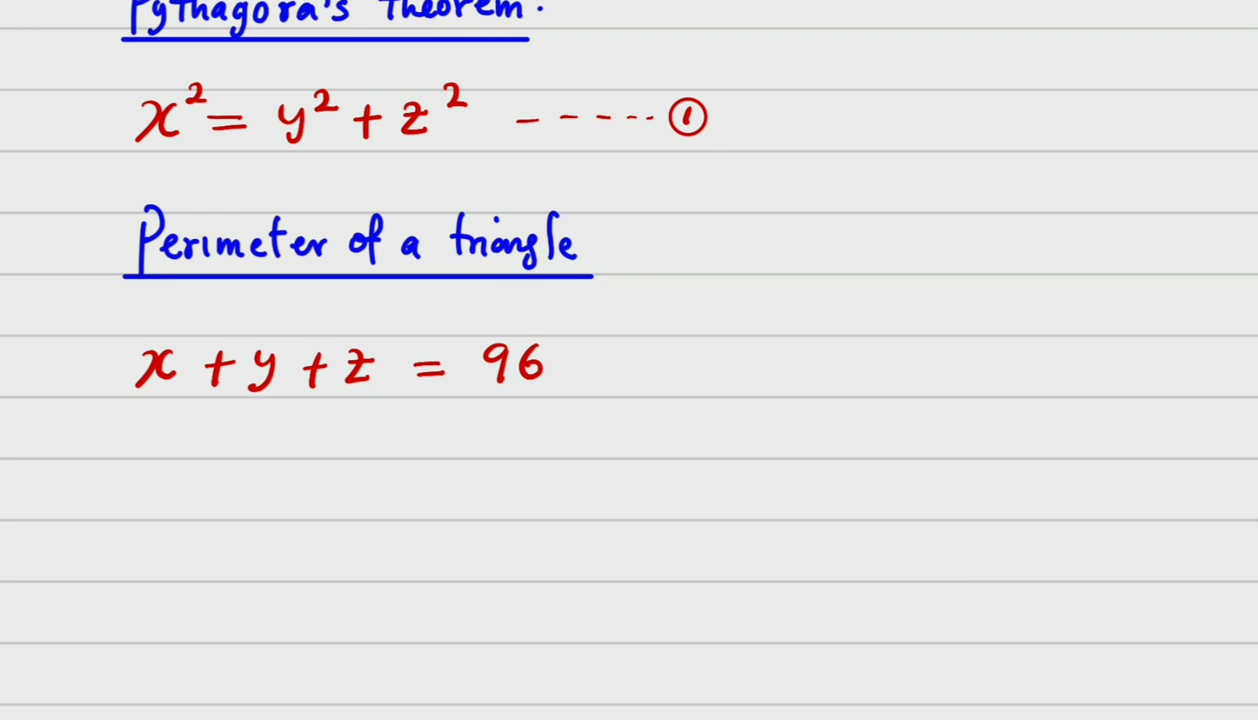 Pythagora's Theorem.
x² = y² + z² ------ ①
Perimeter of a triangle
x + y + z = 96